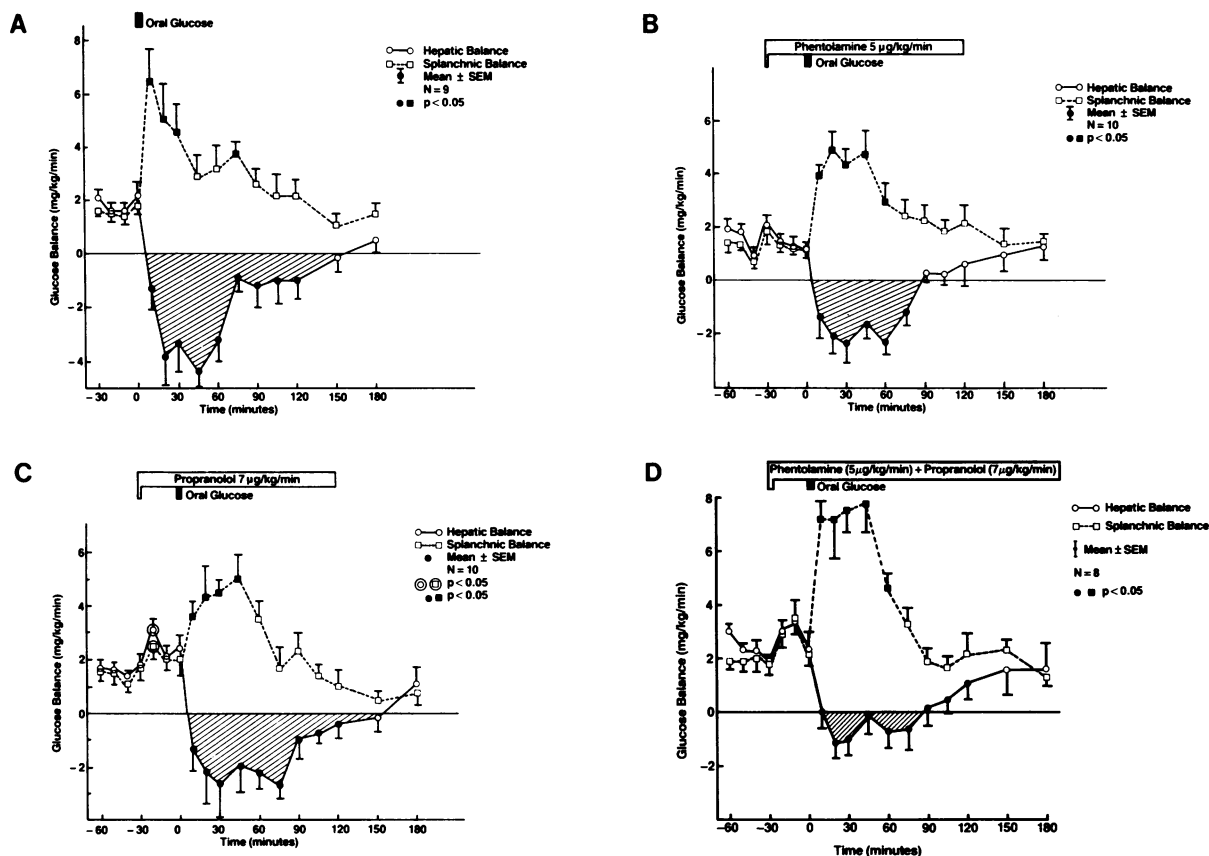 A
Oral Glucose
Hepatic Balance
Splanchnic Balance
Mean ± SEM
N = 9
p < 0.05
8
6
4
2
0
−2
−4
Glucose Balance (mg/kg/min)
−30 0 30 60 90 120 150 180
Time (minutes)
B
Phentolamine 5 µg/kg/min
Oral Glucose
Hepatic Balance
Splanchnic Balance
Mean ± SEM
N = 10
p < 0.05
6
4
2
0
−2
Glucose Balance (mg/kg/min)
−60 −30 0 30 60 90 120 150 180
Time (minutes)
C
Propranolol 7 µg/kg/min
Oral Glucose
Hepatic Balance
Splanchnic Balance
Mean ± SEM
N = 10
p < 0.05
p < 0.05
6
4
2
0
−2
Glucose Balance (mg/kg/min)
−60 −30 0 30 60 90 120 150 180
Time (minutes)
D
Phentolamine (5µg/kg/min) + Propranolol (7µg/kg/min)
Oral Glucose
Hepatic Balance
Splanchnic Balance
Mean ± SEM
N = 8
p < 0.05
8
6
4
2
0
−2
Glucose Balance (mg/kg/min)
−60 −30 0 30 60 90 120 150 180
Time (minutes)